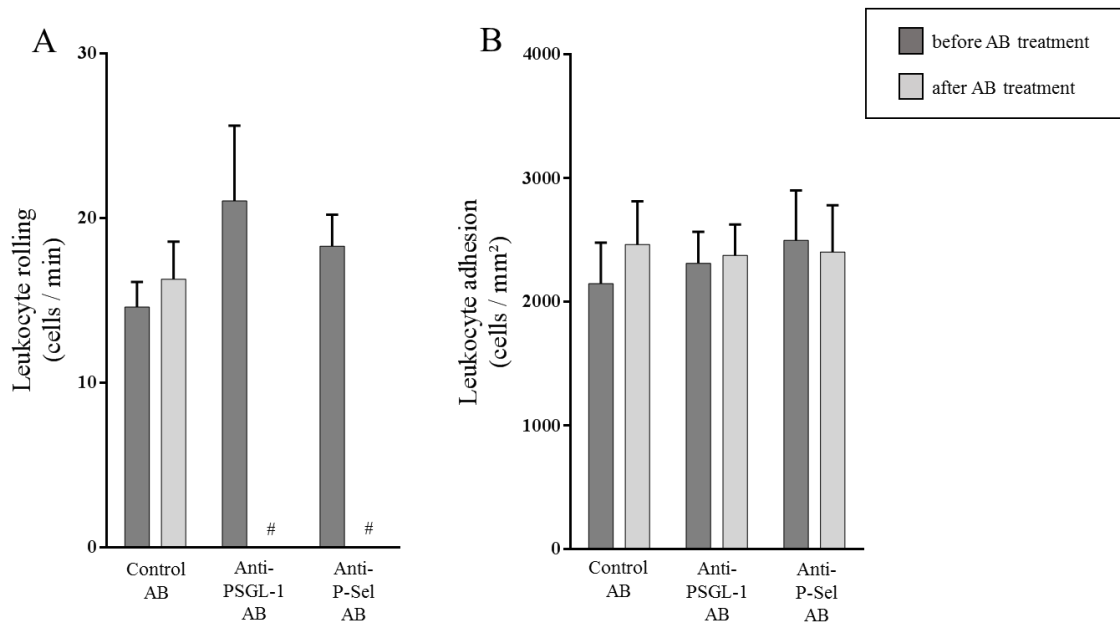 A
Leukocyte rolling
(cells / min)
30
20
10
0
#
#
Control
AB
Anti-
PSGL-1
AB
Anti-
P-Sel
AB
B
Leukocyte adhesion
(cells / mm²)
4000
3000
2000
1000
0
Control
AB
Anti-
PSGL-1
AB
Anti-
P-Sel
AB
before AB treatment
after AB treatment